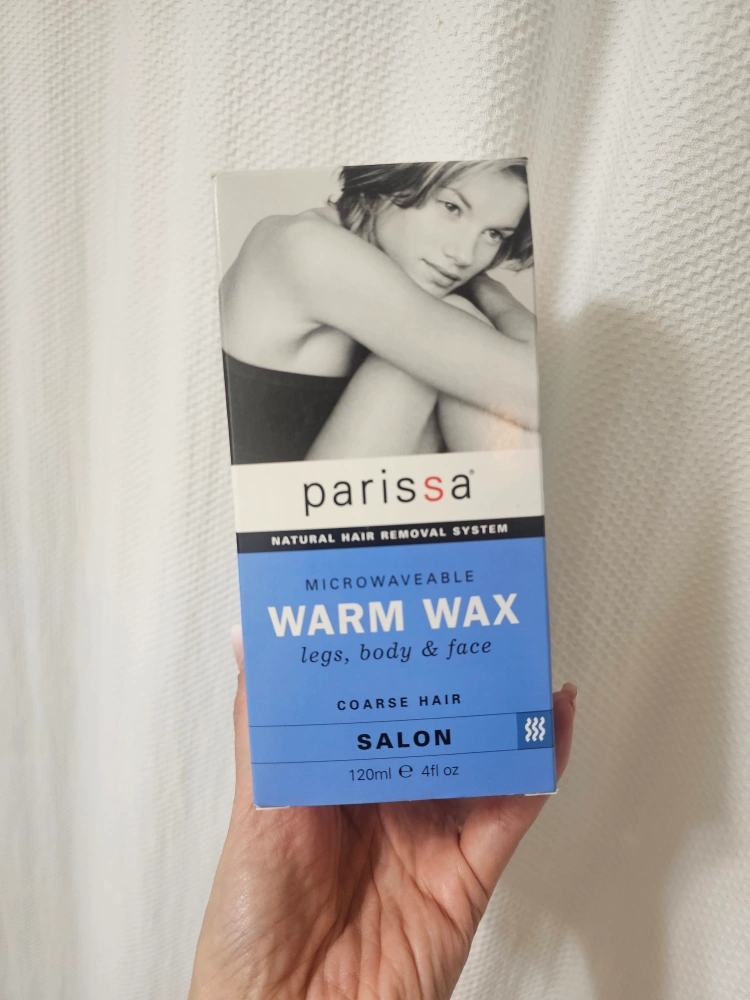 parissa®
NATURAL HAIR REMOVAL SYSTEM
MICROWAVEABLE
WARM WAX
legs, body & face
COARSE HAIR
SALON
120ml ℮ 4fl oz